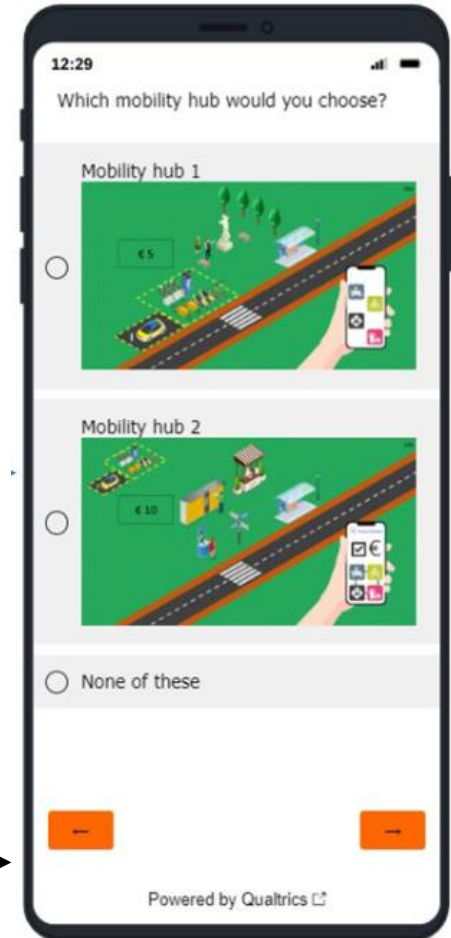 12:29
Which mobility hub would you choose?
Mobility hub 1
€ 5
Mobility hub 2
€ 10
€
None of these
←
→
Powered by Qualtrics